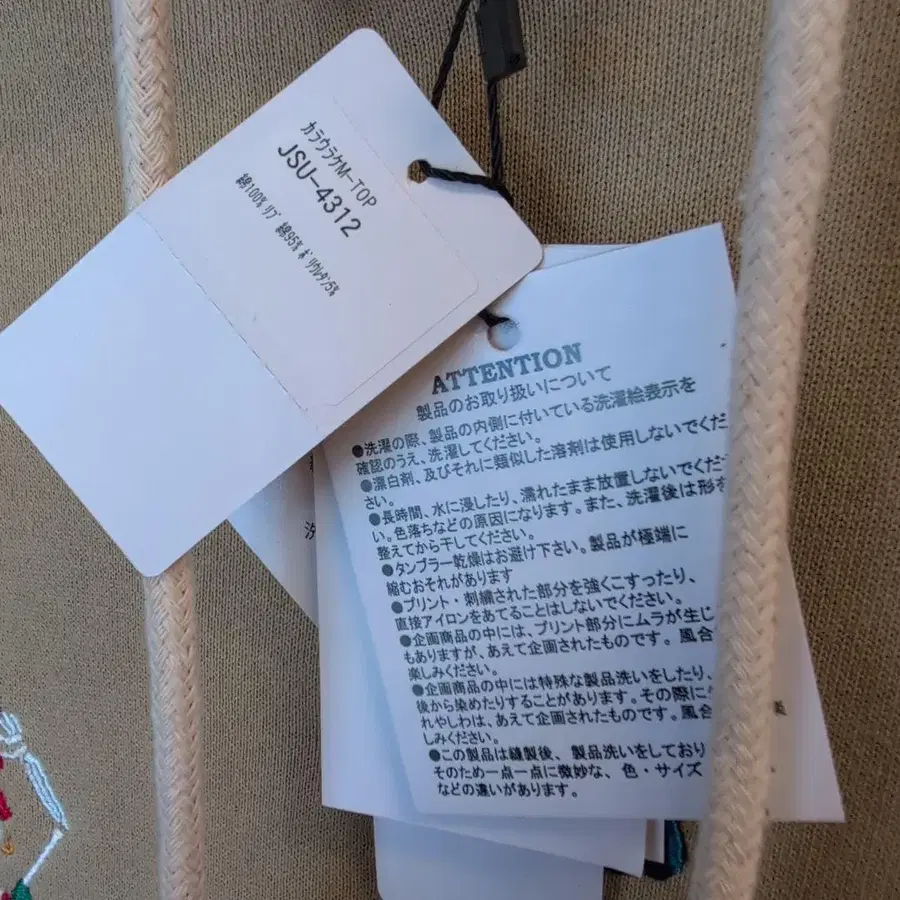 カラウラケM-TOP
JSU-4312
綿100% ﾘﾌﾞ 綿95% ﾎﾟﾘｳﾚﾀﾝ5%
ATTENTION
製品のお取り扱いについて
●洗濯の際、製品の内側に付いている洗濯絵表示を
確認のうえ、洗濯してください。
●漂白剤、及びそれに類似した溶剤は使用しないでくだ
さい。
●長時間、水に浸したり、濡れたまま放置しないでくだ
い。色落ちなどの原因になります。また、洗濯後は形を
整えてから干してください。
●タンブラー乾燥はお避け下さい。製品が極端に
縮むおそれがあります
●プリント・刺繍された部分を強くこすったり、
直接アイロンをあてることはしないでください。
●企画商品の中には、プリント部分にムラが生じ
もありますが、あえて企画されたものです。風合
楽しみください。
●企画商品の中には特殊な製品洗いをしたり、
後から染めたりすることがあります。その際に
れやしわは、あえて企画されたものです。風合
しみください。
●この製品は縫製後、製品洗いをしており
そのため一点一点に微妙な、色・サイズ
などの違いがあります。
洗